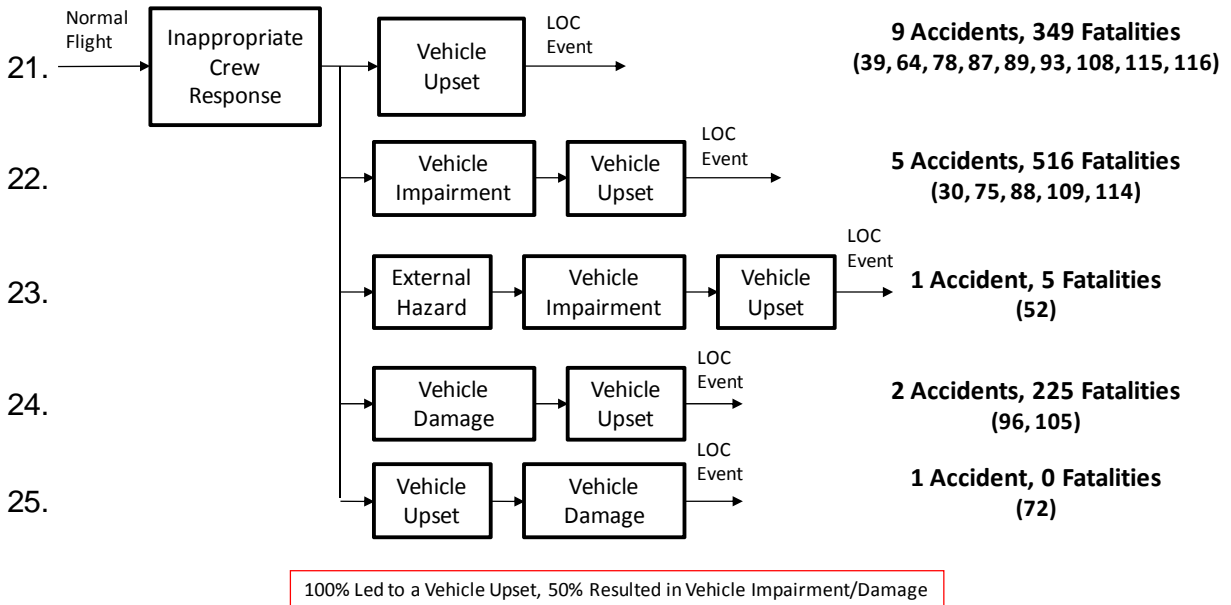 Normal
Flight
21.
Inappropriate
Crew
Response
Vehicle
Upset
LOC
Event
9 Accidents, 349 Fatalities
(39, 64, 78, 87, 89, 93, 108, 115, 116)
22.
Vehicle
Impairment
Vehicle
Upset
LOC
Event
5 Accidents, 516 Fatalities
(30, 75, 88, 109, 114)
23.
External
Hazard
Vehicle
Impairment
Vehicle
Upset
LOC
Event
1 Accident, 5 Fatalities
(52)
24.
Vehicle
Damage
Vehicle
Upset
LOC
Event
2 Accidents, 225 Fatalities
(96, 105)
25.
Vehicle
Upset
Vehicle
Damage
LOC
Event
1 Accident, 0 Fatalities
(72)
100% Led to a Vehicle Upset, 50% Resulted in Vehicle Impairment/Damage